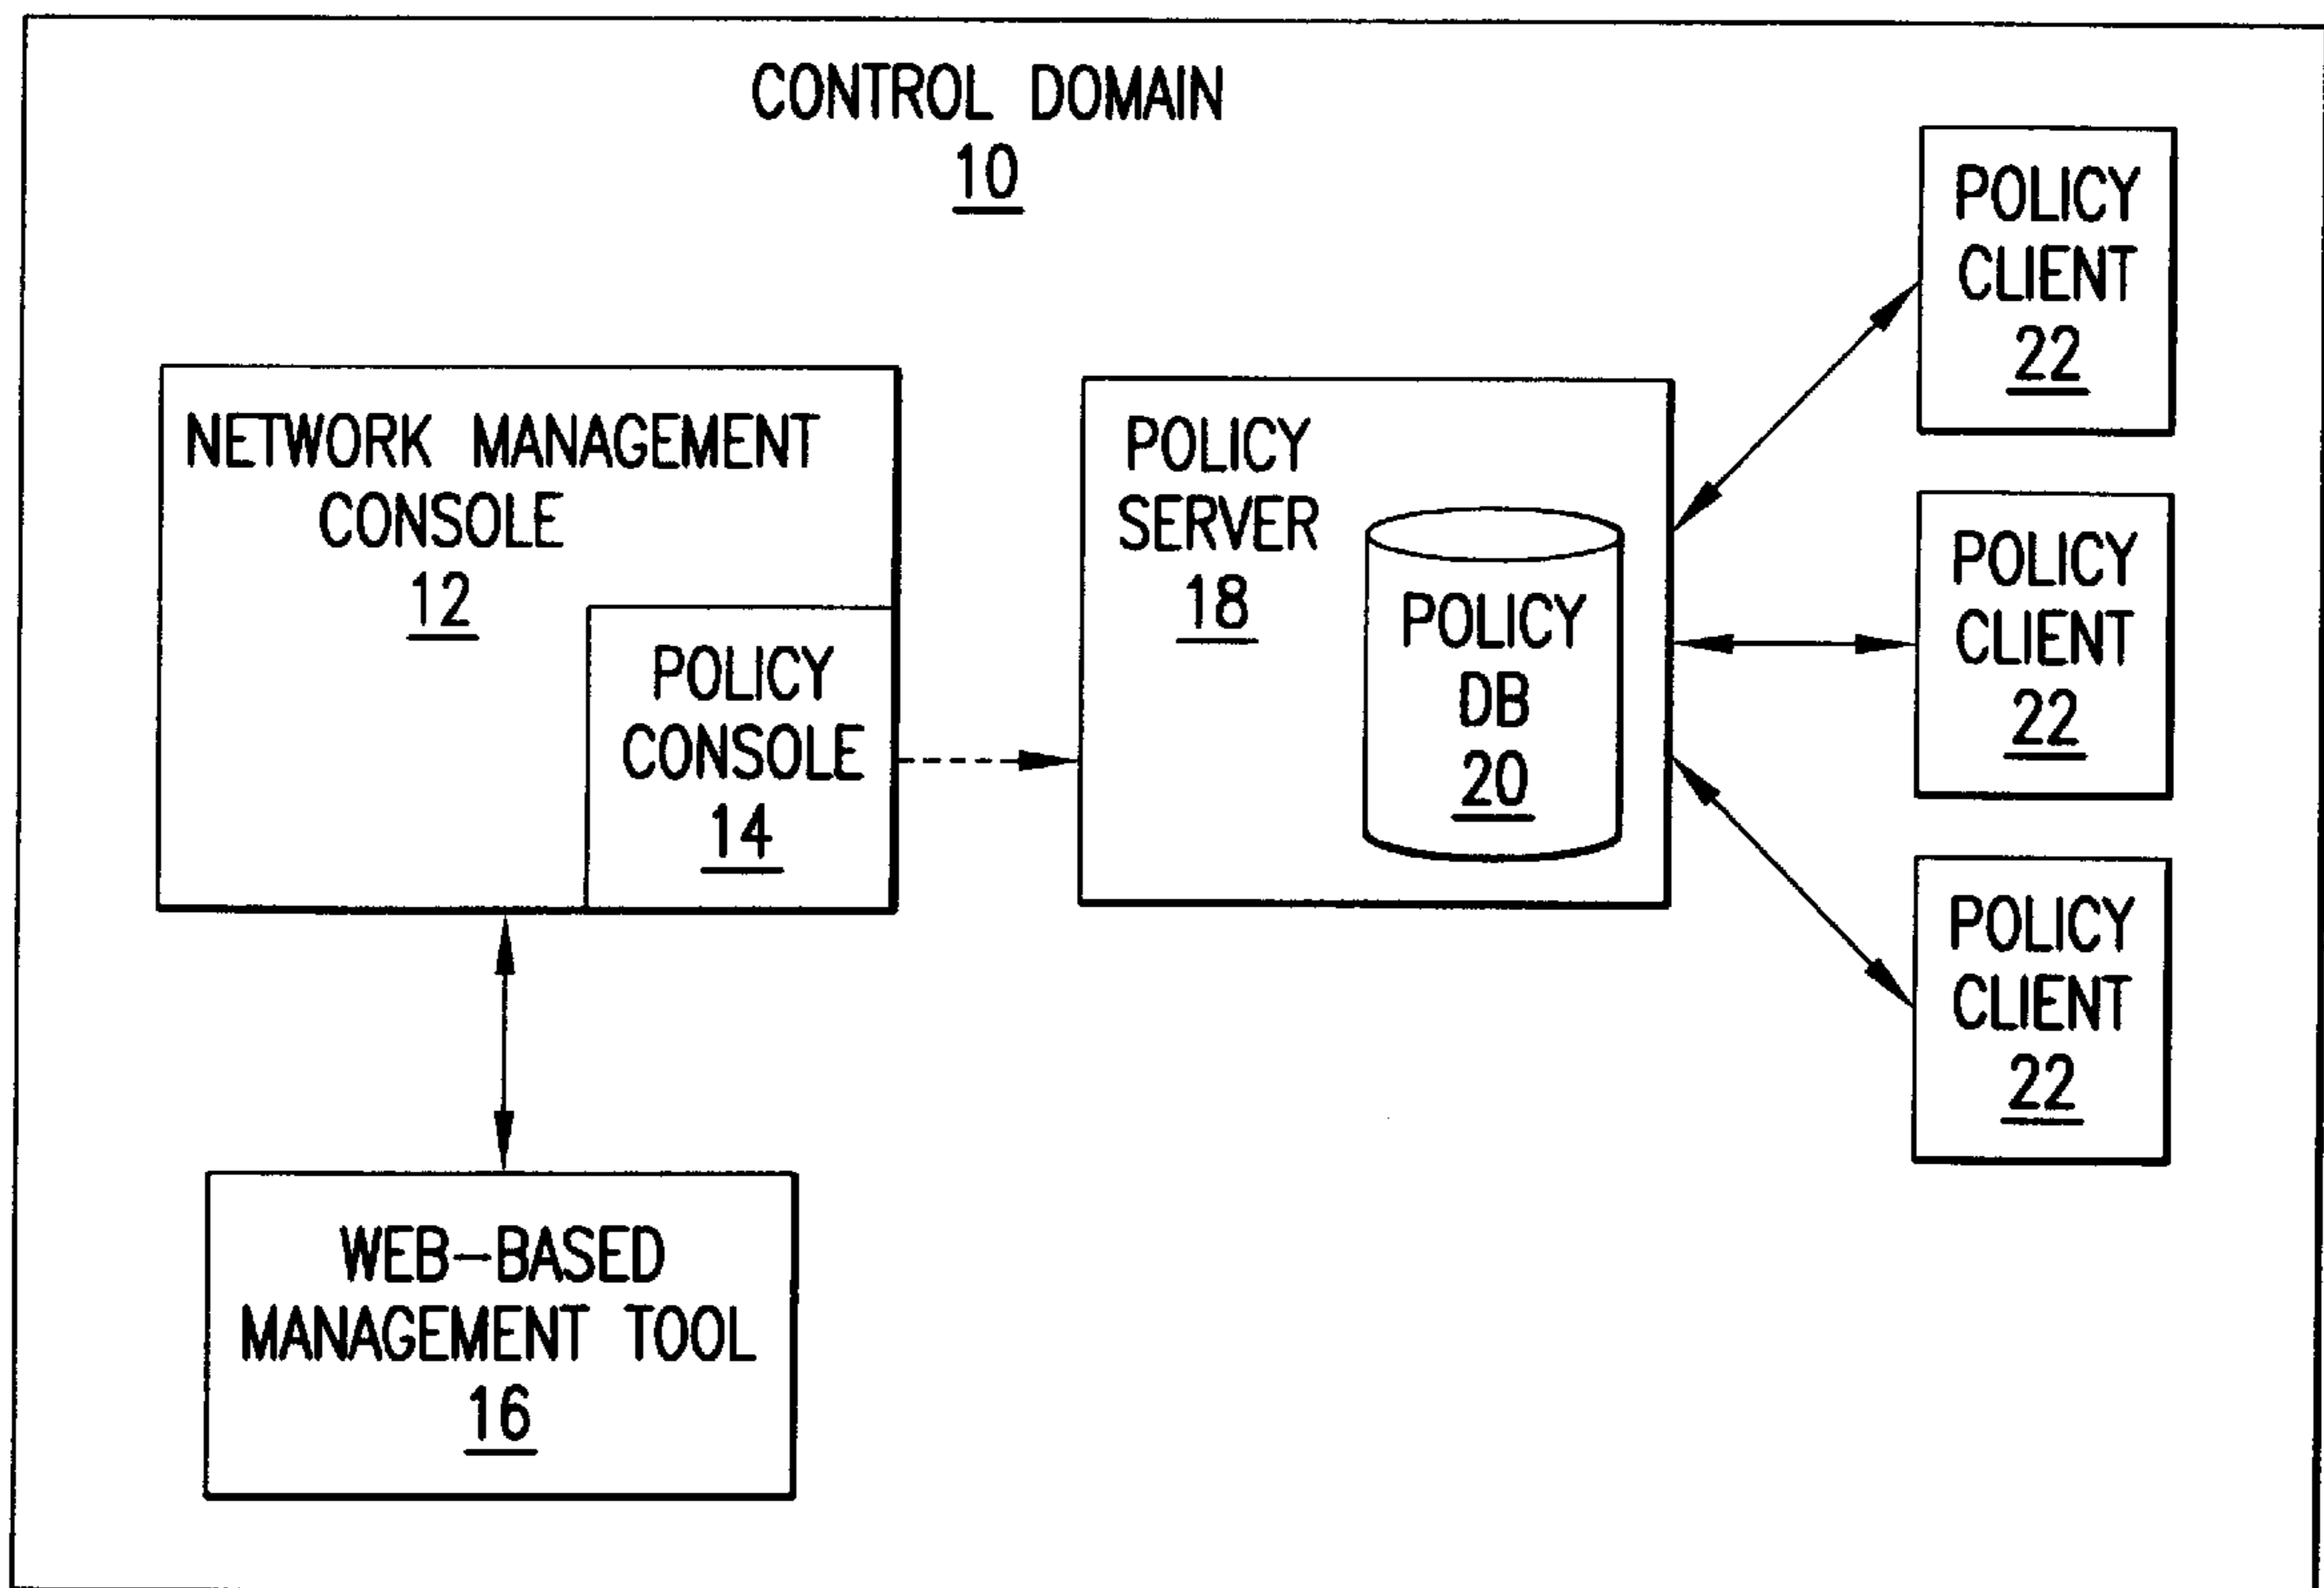 CONTROL DOMAIN
10
NETWORK MANAGEMENT
CONSOLE
12
POLICY
CONSOLE
14
WEB-BASED
MANAGEMENT TOOL
16
POLICY
SERVER
18
POLICY
DB
20
POLICY
CLIENT
22
POLICY
CLIENT
22
POLICY
CLIENT
22